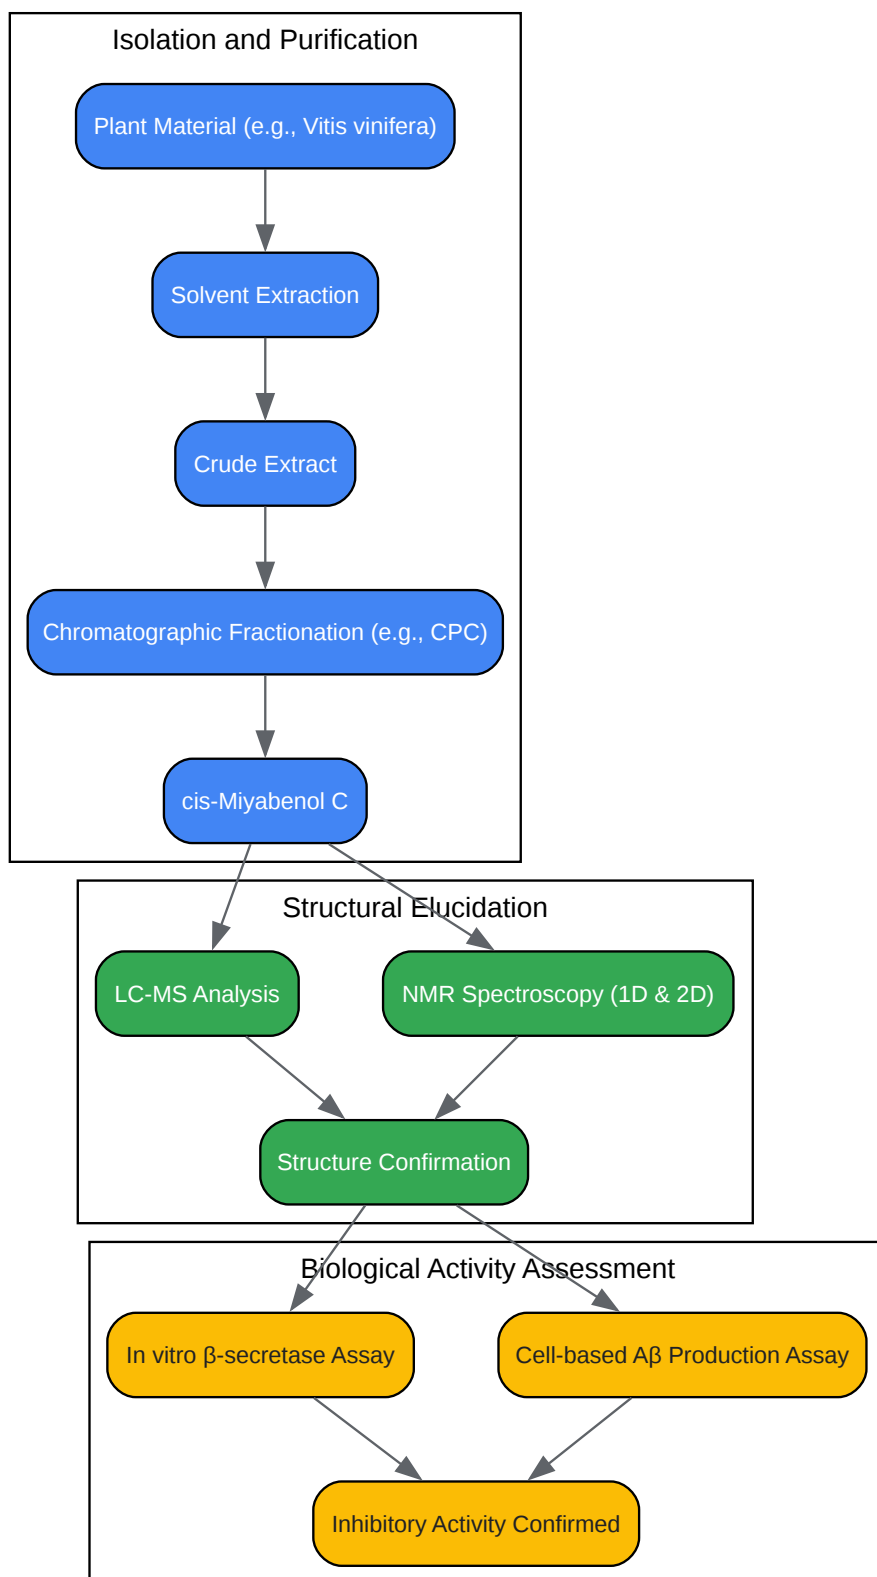 Isolation and Purification
Plant Material (e.g., Vitis vinifera)
Solvent Extraction
Crude Extract
Chromatographic Fractionation (e.g., CPC)
cis-Miyabenol C
Structural Elucidation
LC-MS Analysis
NMR Spectroscopy (1D & 2D)
Structure Confirmation
Biological Activity Assessment
In vitro β-secretase Assay
Cell-based Aβ Production Assay
Inhibitory Activity Confirmed